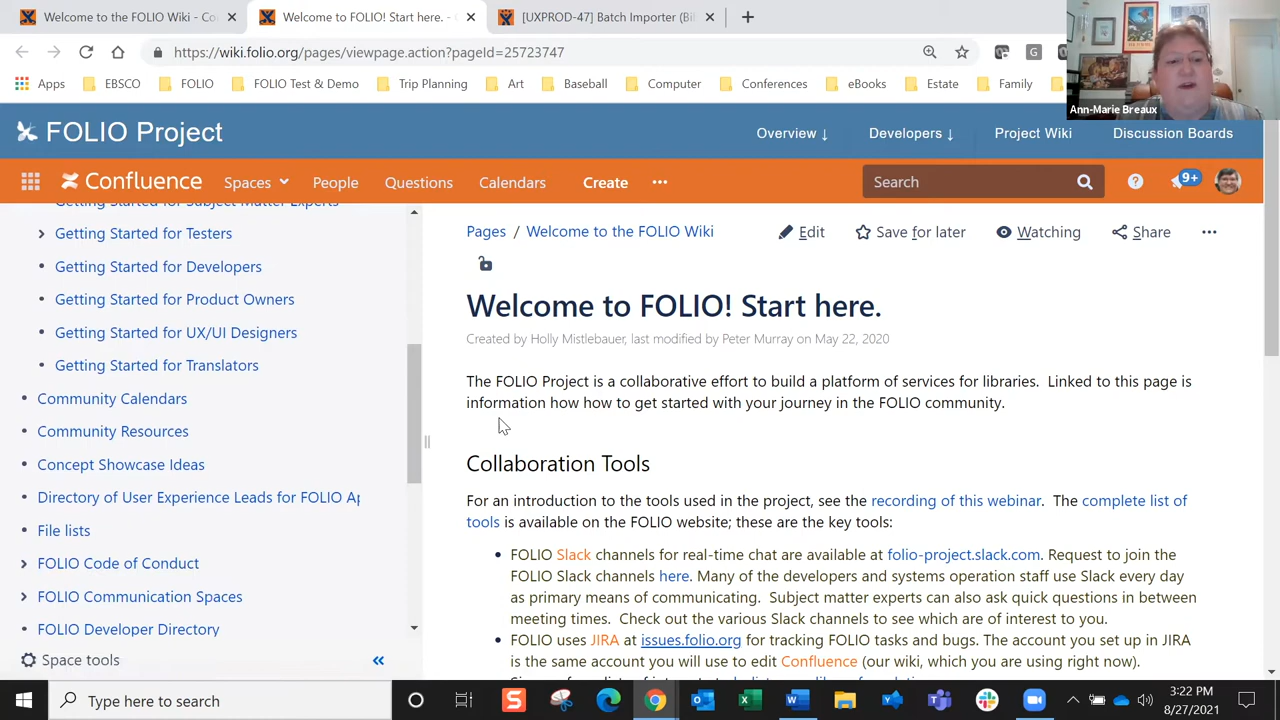 Welcome to the FOLIO Wiki - Co
Welcome to FOLIO! Start here. -
[UXPROD-47] Batch Importer (Bi
https://wiki.folio.org/pages/viewpage.action?pageId=25723747
Apps
EBSCO
FOLIO
FOLIO Test & Demo
Trip Planning
Art
Baseball
Computer
Conferences
eBooks
Estate
Family
Ann-Marie Breaux
FOLIO Project
Overview ↓
Developers ↓
Project Wiki
Discussion Boards
Confluence
Spaces
People
Questions
Calendars
Create
Search
9+
Getting Started for Subject Matter Experts
Getting Started for Testers
Getting Started for Developers
Getting Started for Product Owners
Getting Started for UX/UI Designers
Getting Started for Translators
Community Calendars
Community Resources
Concept Showcase Ideas
Directory of User Experience Leads for FOLIO Ap
File lists
FOLIO Code of Conduct
FOLIO Communication Spaces
FOLIO Developer Directory
Space tools
Pages / Welcome to the FOLIO Wiki
Edit
Save for later
Watching
Share
Welcome to FOLIO! Start here.
Created by Holly Mistlebauer, last modified by Peter Murray on May 22, 2020
The FOLIO Project is a collaborative effort to build a platform of services for libraries. Linked to this page is
information how how to get started with your journey in the FOLIO community.
Collaboration Tools
For an introduction to the tools used in the project, see the recording of this webinar. The complete list of
tools is available on the FOLIO website; these are the key tools:
FOLIO Slack channels for real-time chat are available at folio-project.slack.com. Request to join the
FOLIO Slack channels here. Many of the developers and systems operation staff use Slack every day
as primary means of communicating. Subject matter experts can also ask quick questions in between
meeting times. Check out the various Slack channels to see which are of interest to you.
FOLIO uses JIRA at issues.folio.org for tracking FOLIO tasks and bugs. The account you set up in JIRA
is the same account you will use to edit Confluence (our wiki, which you are using right now).
Type here to search
3:22 PM
8/27/2021